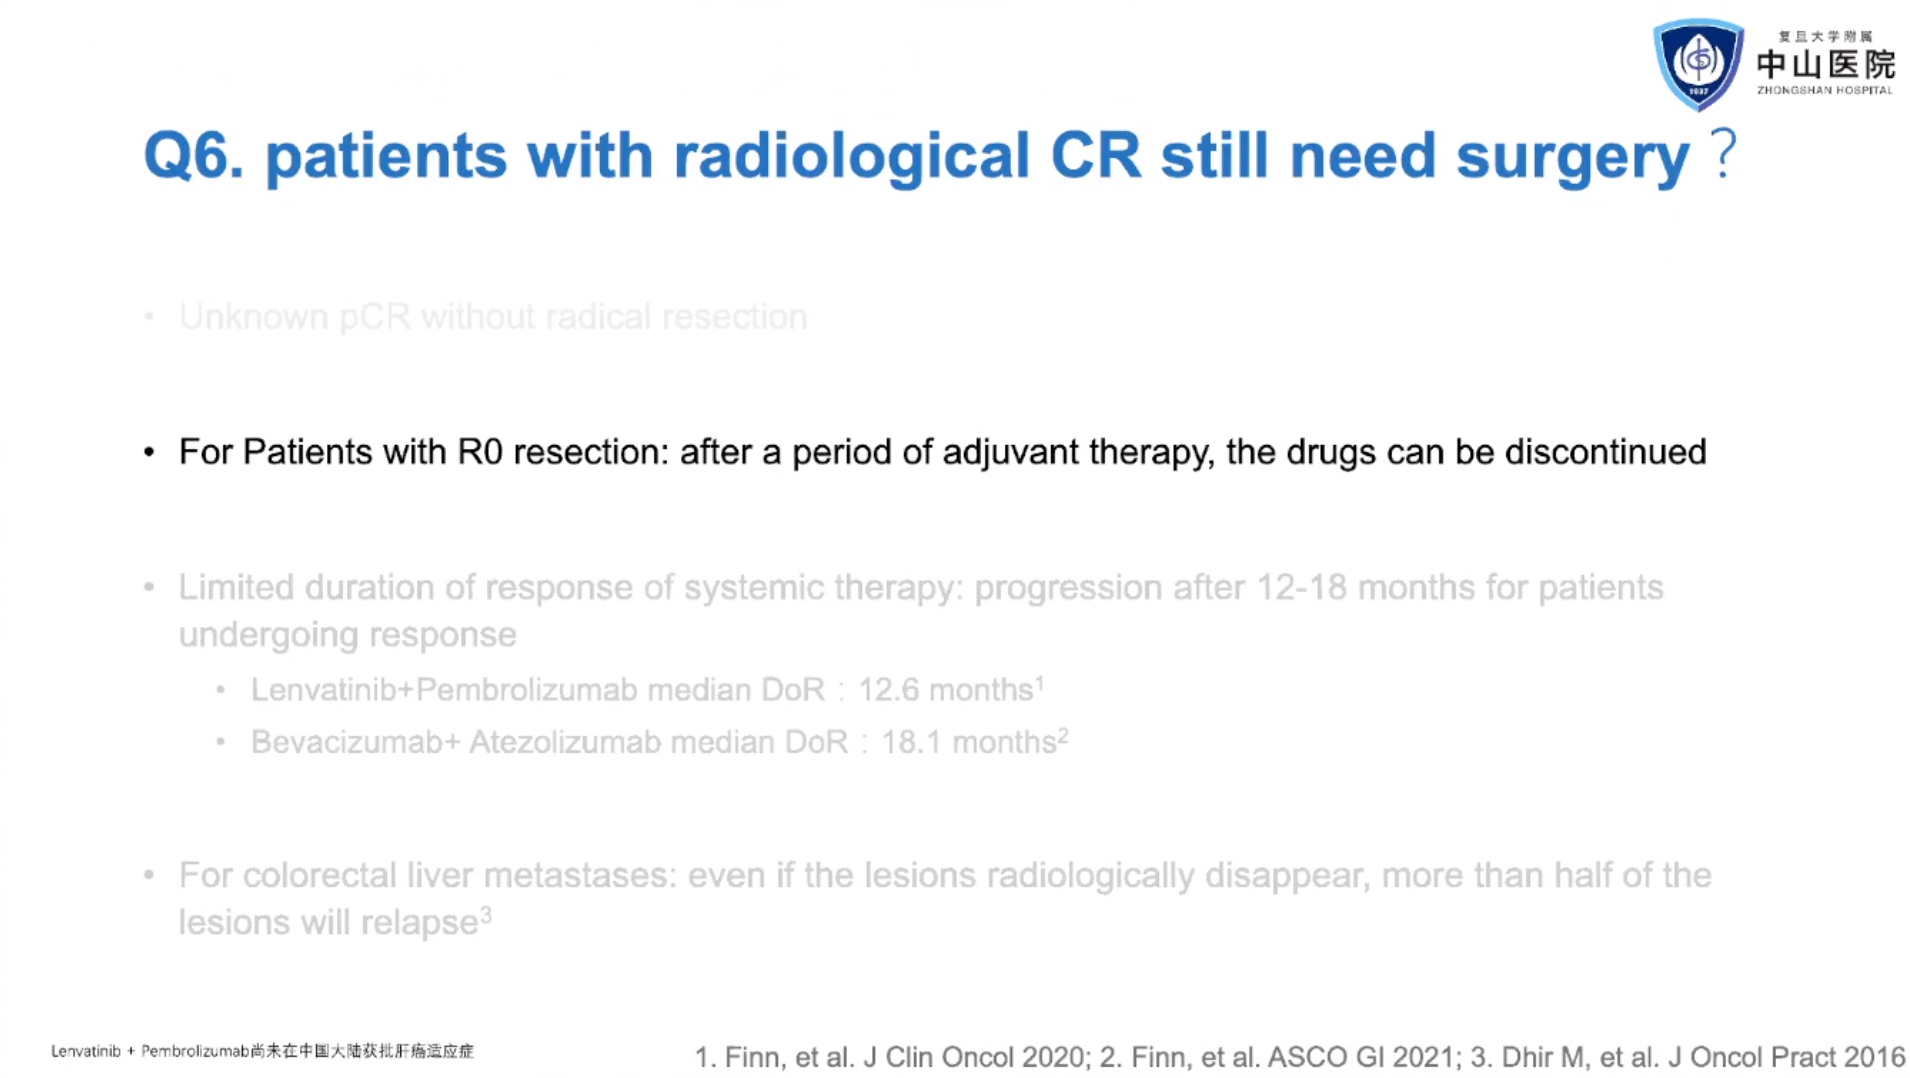 复旦大学附属
中山医院
ZHONGSHAN HOSPITAL
1937
Q6. patients with radiological CR still need surgery？
• Unknown pCR without radical resection
• For Patients with R0 resection: after a period of adjuvant therapy, the drugs can be discontinued
• Limited duration of response of systemic therapy: progression after 12-18 months for patients
undergoing response
• Lenvatinib+Pembrolizumab median DoR：12.6 months¹
• Bevacizumab+ Atezolizumab median DoR：18.1 months²
• For colorectal liver metastases: even if the lesions radiologically disappear, more than half of the
lesions will relapse³
Lenvatinib + Pembrolizumab尚未在中国大陆获批肝癌适应症
1. Finn, et al. J Clin Oncol 2020; 2. Finn, et al. ASCO GI 2021; 3. Dhir M, et al. J Oncol Pract 2016